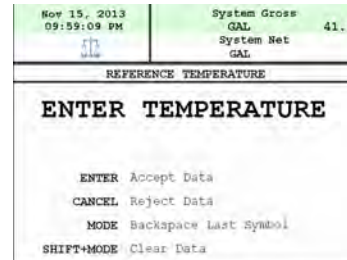 Nov 15, 2013
09:59:09 PM
System Gross
GAL 41.
System Net
GAL
REFERENCE TEMPERATURE
ENTER TEMPERATURE
ENTER Accept Data
CANCEL Reject Data
MODE Backspace Last Symbol
SHIFT+MODE Clear Data